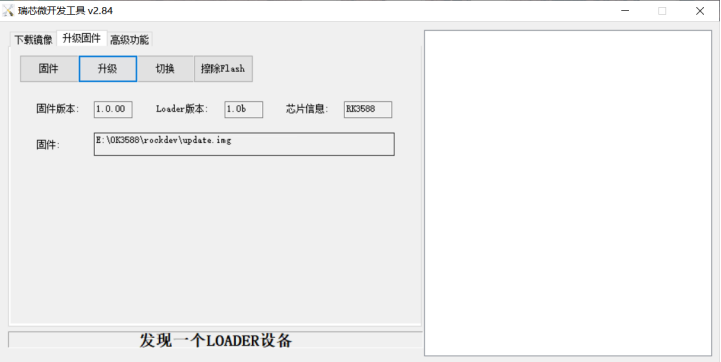 瑞芯微开发工具 v2.84
下载镜像 升级固件 高级功能
固件 升级 切换 擦除Flash
固件版本: 1.0.00 Loader版本: 1.0b 芯片信息: RK3588
固件: E:\OK3588\rockdev\update.img
发现一个LOADER设备